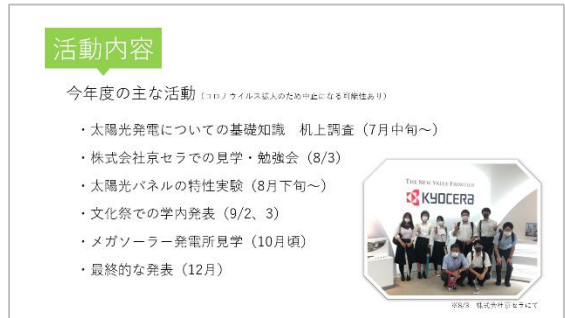 活動内容
今年度の主な活動（コロナウイルス拡大のため中止になる可能性あり）
・太陽光発電についての基礎知識　机上調査（7月中旬～）
・株式会社京セラでの見学・勉強会（8/3）
・太陽光パネルの特性実験（8月下旬～）
・文化祭での学内発表（9/2、3）
・メガソーラー発電所見学（10月頃）
・最終的な発表（12月）
THE NEW VALUE FRONTIER
KYOCERA
※8/3　株式会社京セラにて